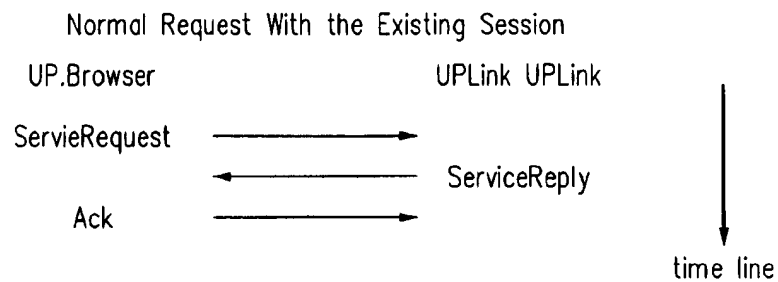 Normal Request With the Existing Session
UP.Browser UPLink UPLink
ServieRequest
ServiceReply
Ack
time line